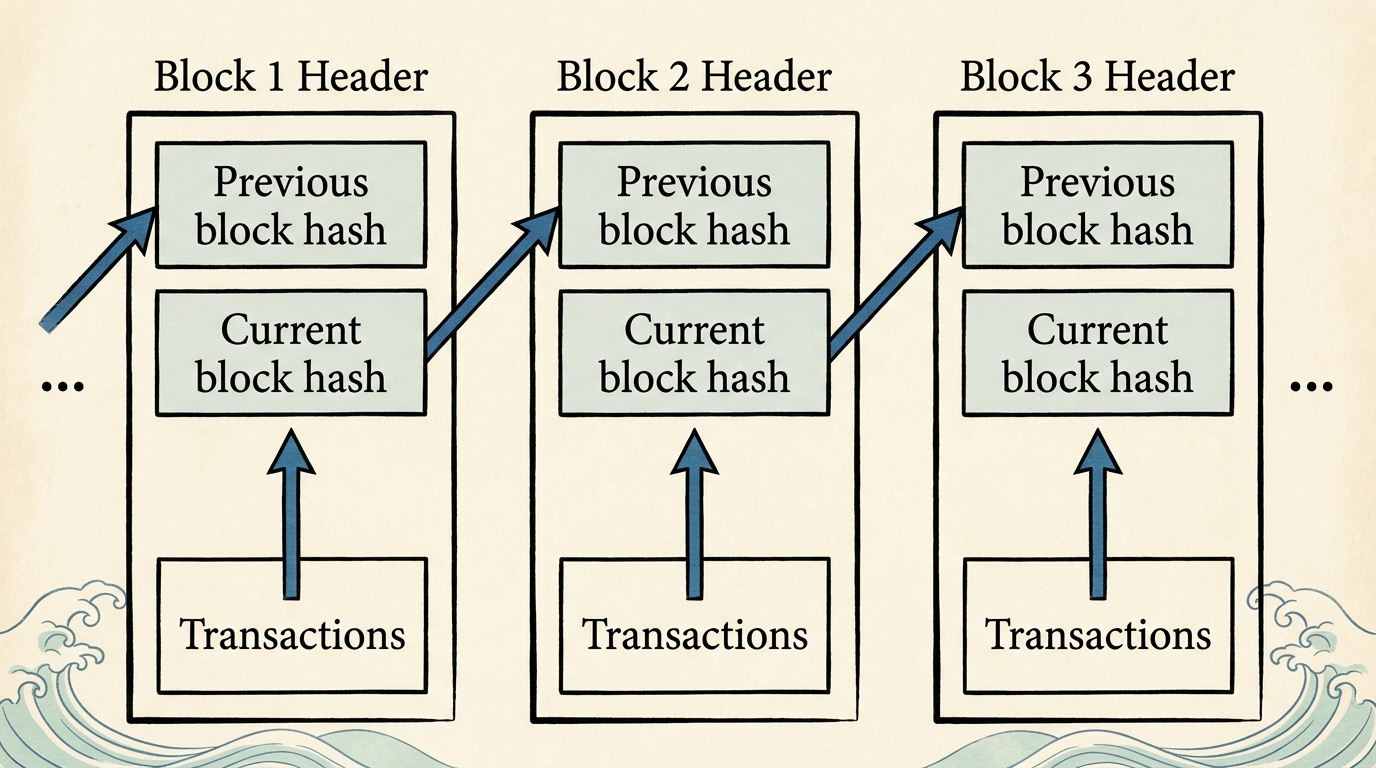 Block 1 Header
Previous
block hash
Current
block hash
Transactions
Block 2 Header
Previous
block hash
Current
block hash
Transactions
Block 3 Header
Previous
block hash
Current
block hash
Transactions
...
...